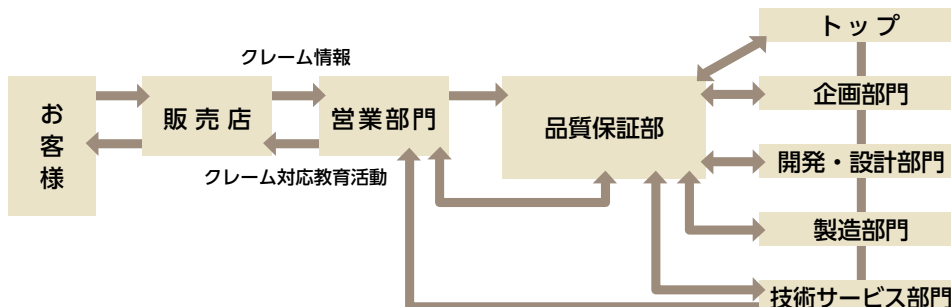 クレーム情報
お客様
販売店
営業部門
品質保証部
クレーム対応教育活動
トップ
企画部門
開発・設計部門
製造部門
技術サービス部門